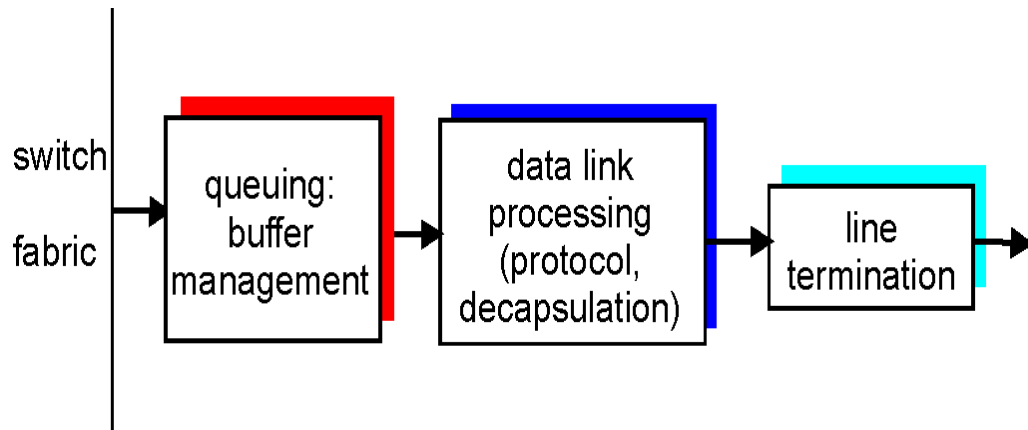 switch
fabric
queuing:
buffer
management
data link
processing
(protocol,
decapsulation)
line
termination